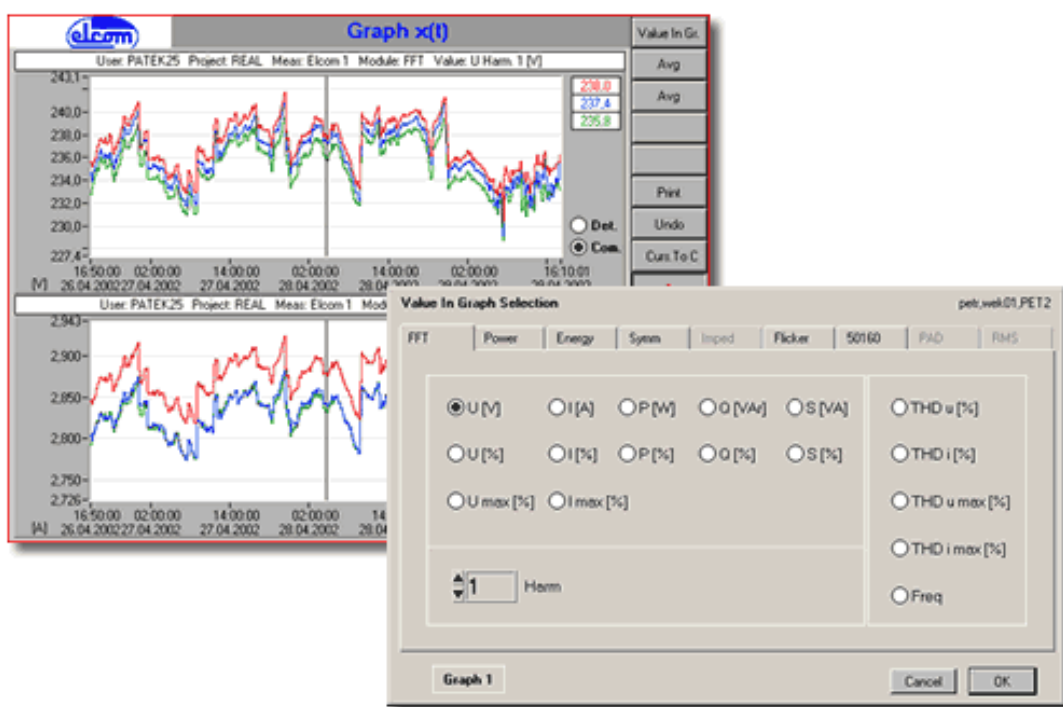 elcom
Graph x(t)
Value In Gr.
Avg
Avg
Print
Undo
Curs.To C
User: PATEK25 Project: REAL Meas: Elcom 1 Module: FFT Value: U Harm. 1 [V]
243,1
240,0
238,0
236,0
234,0
232,0
230,0
227,4
[V]
238,0
237,4
235,8
Det.
Com.
16:50:00 02:00:00 14:00:00 02:00:00 14:00:00 02:00:00 16:10:01
26.04.2002 27.04.2002 27.04.2002 28.04.2002 28.04.2002 29.04.2002 29.04.2002
User: PATEK25 Project: REAL Meas: Elcom 1 Mod
2,943
2,900
2,850
2,800
2,750
2,726
[A]
16:50:00 02:00:00 14:00:00 02:00:00 14
26.04.2002 27.04.2002 27.04.2002 28.04.2002 28.0
Value In Graph Selection
petr,wek01,PET2
FFT Power Energy Symm Imped Flicker 50160 PAD RMS
U [V] I [A] P [W] Q [VAr] S [VA] THD u [%]
U [%] I [%] P [%] Q [%] S [%] THD i [%]
U max [%] I max [%] THD u max [%]
THD i max [%]
1 Harm
Freq
Graph 1
Cancel
OK